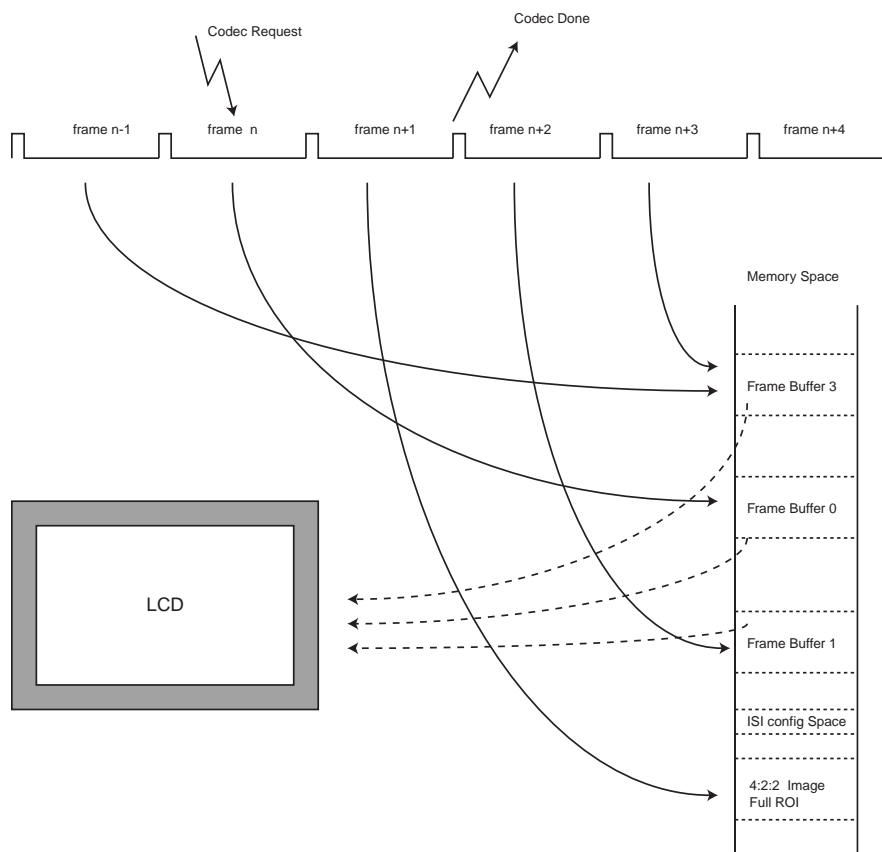 Codec Request
Codec Done
frame n-1
frame n
frame n+1
frame n+2
frame n+3
frame n+4
Memory Space
Frame Buffer 3
Frame Buffer 0
LCD
Frame Buffer 1
ISI config Space
4:2:2 Image
Full ROI